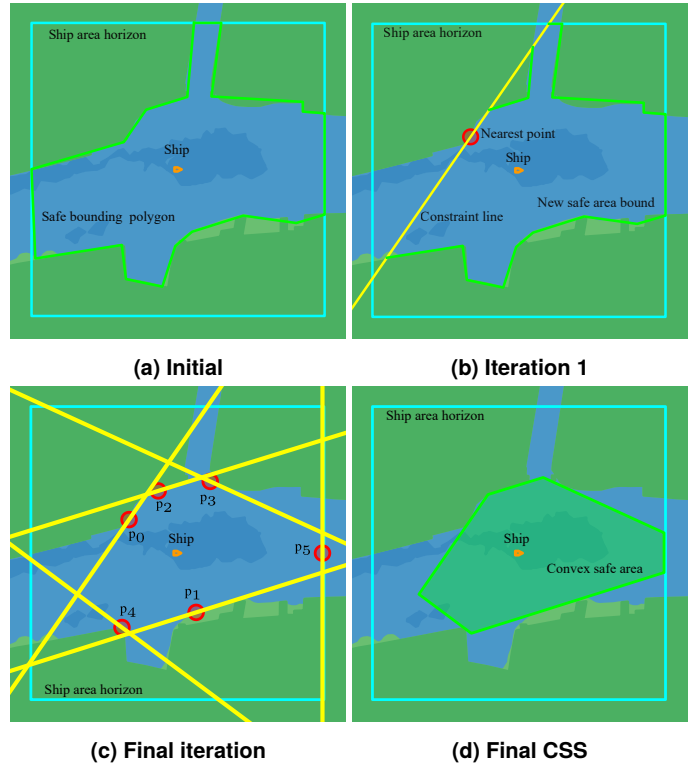 Ship area horizon
Ship
Safe bounding polygon
(a) Initial
Ship area horizon
Nearest point
Ship
New safe area bound
Constraint line
(b) Iteration 1
p2
p3
p0
Ship
p5
p1
p4
Ship area horizon
(c) Final iteration
Ship area horizon
Ship
Convex safe area
(d) Final CSS